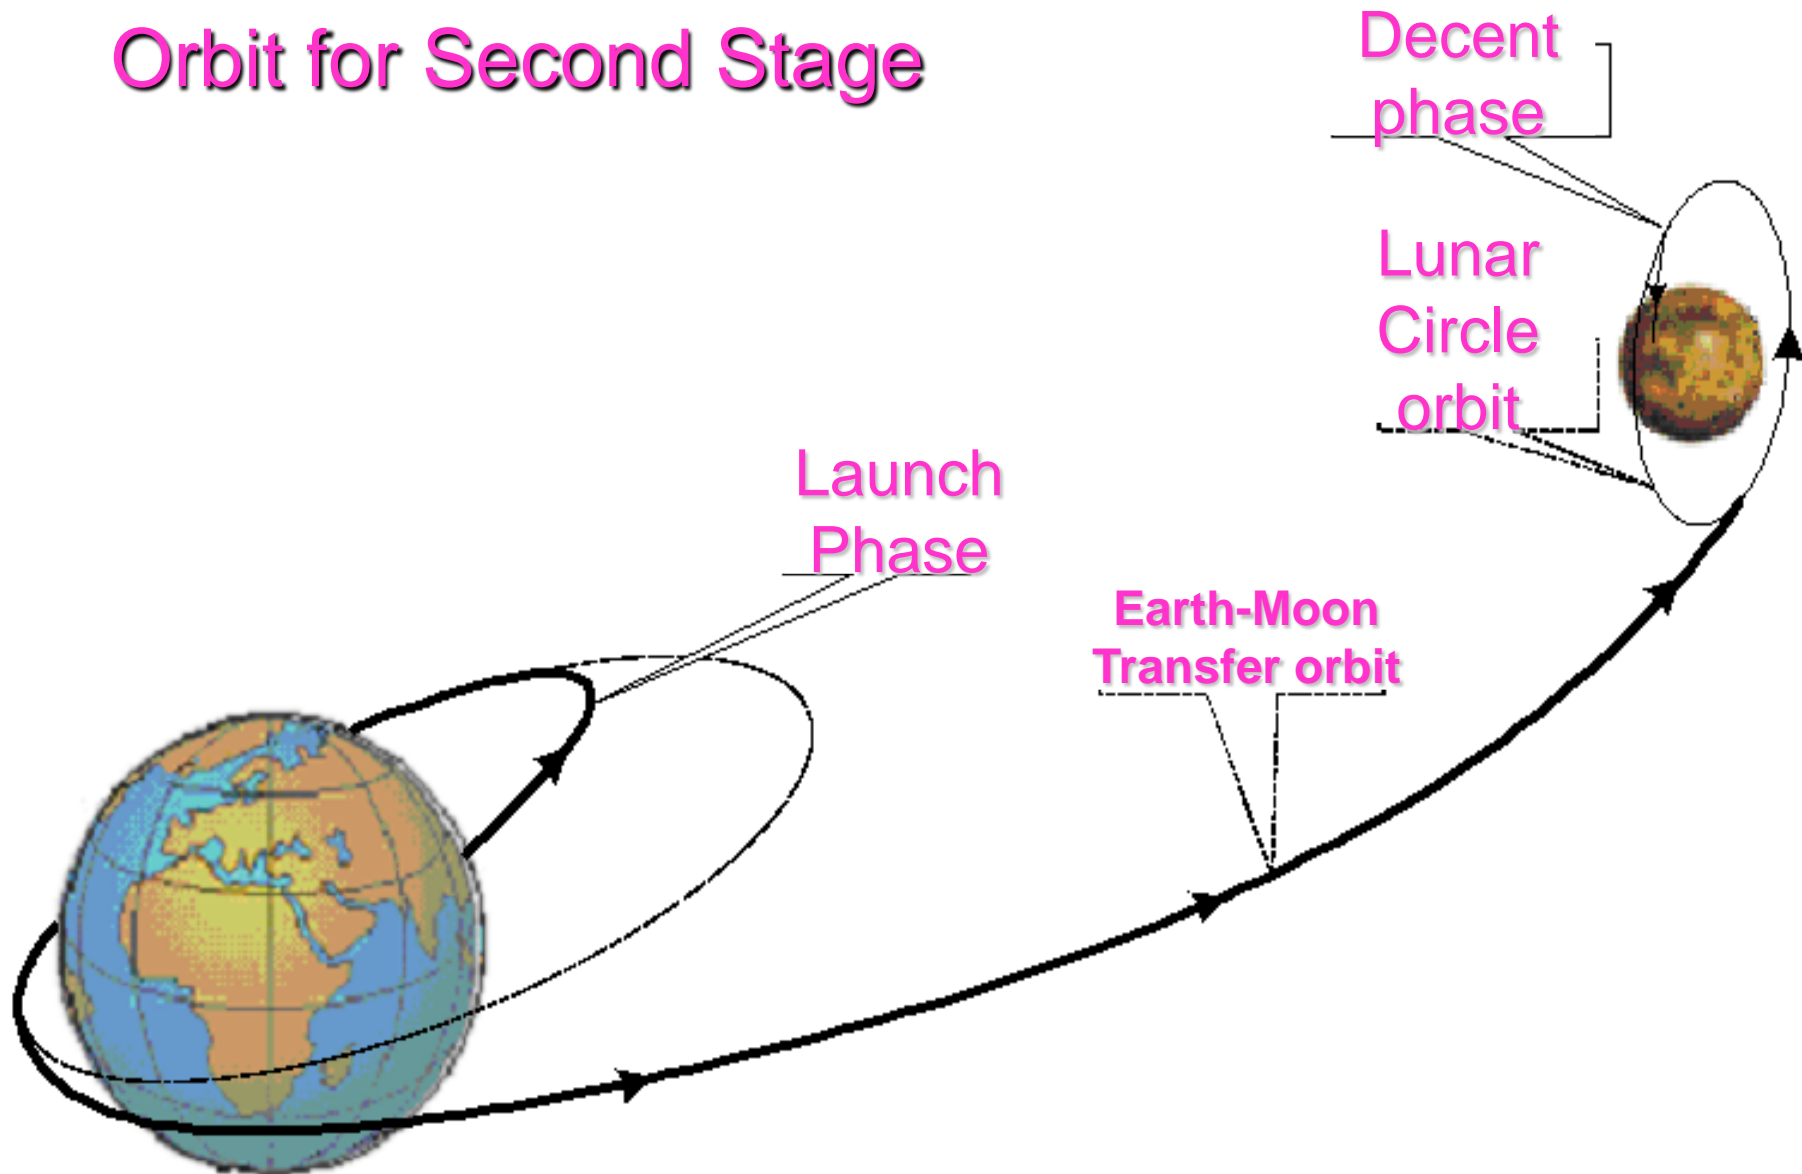 Orbit for Second Stage
Decent
phase
Lunar
Circle
orbit
Launch
Phase
Earth-Moon
Transfer orbit